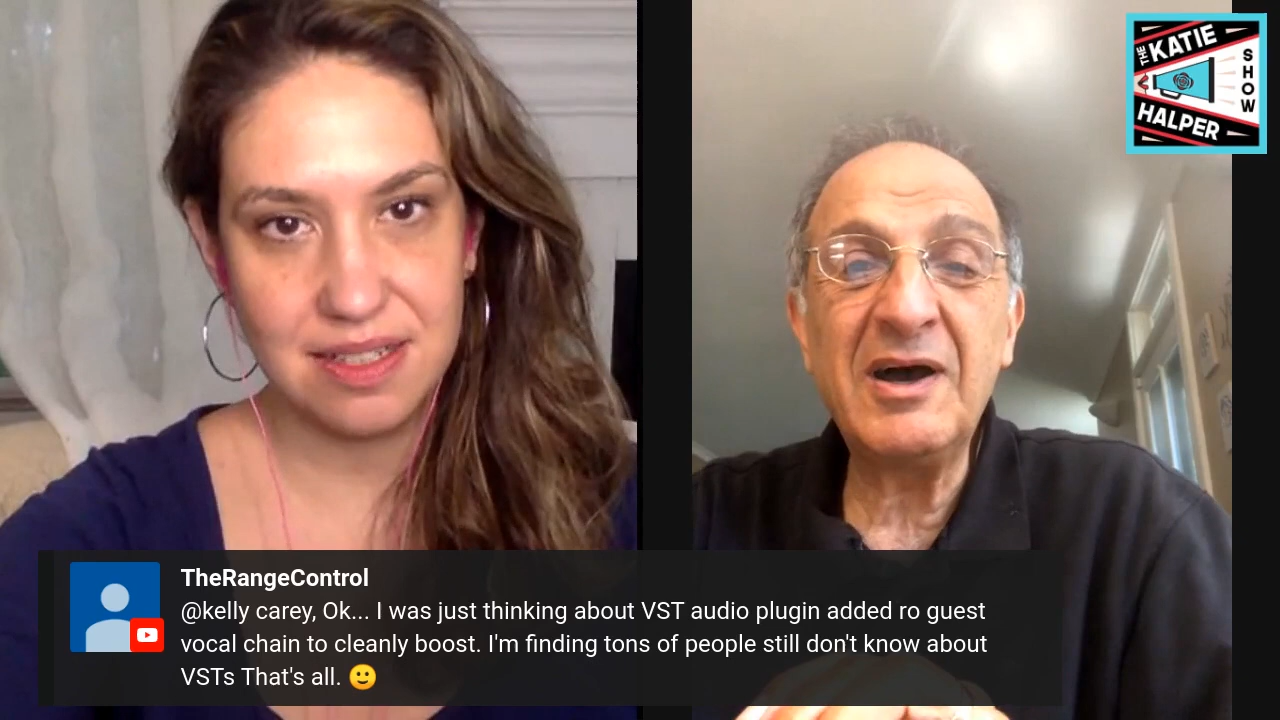 THE KATIE
HALPER
SHOW
TheRangeControl
@kelly carey, Ok... I was just thinking about VST audio plugin added ro guest
vocal chain to cleanly boost. I'm finding tons of people still don't know about
VSTs That's all. 🙂